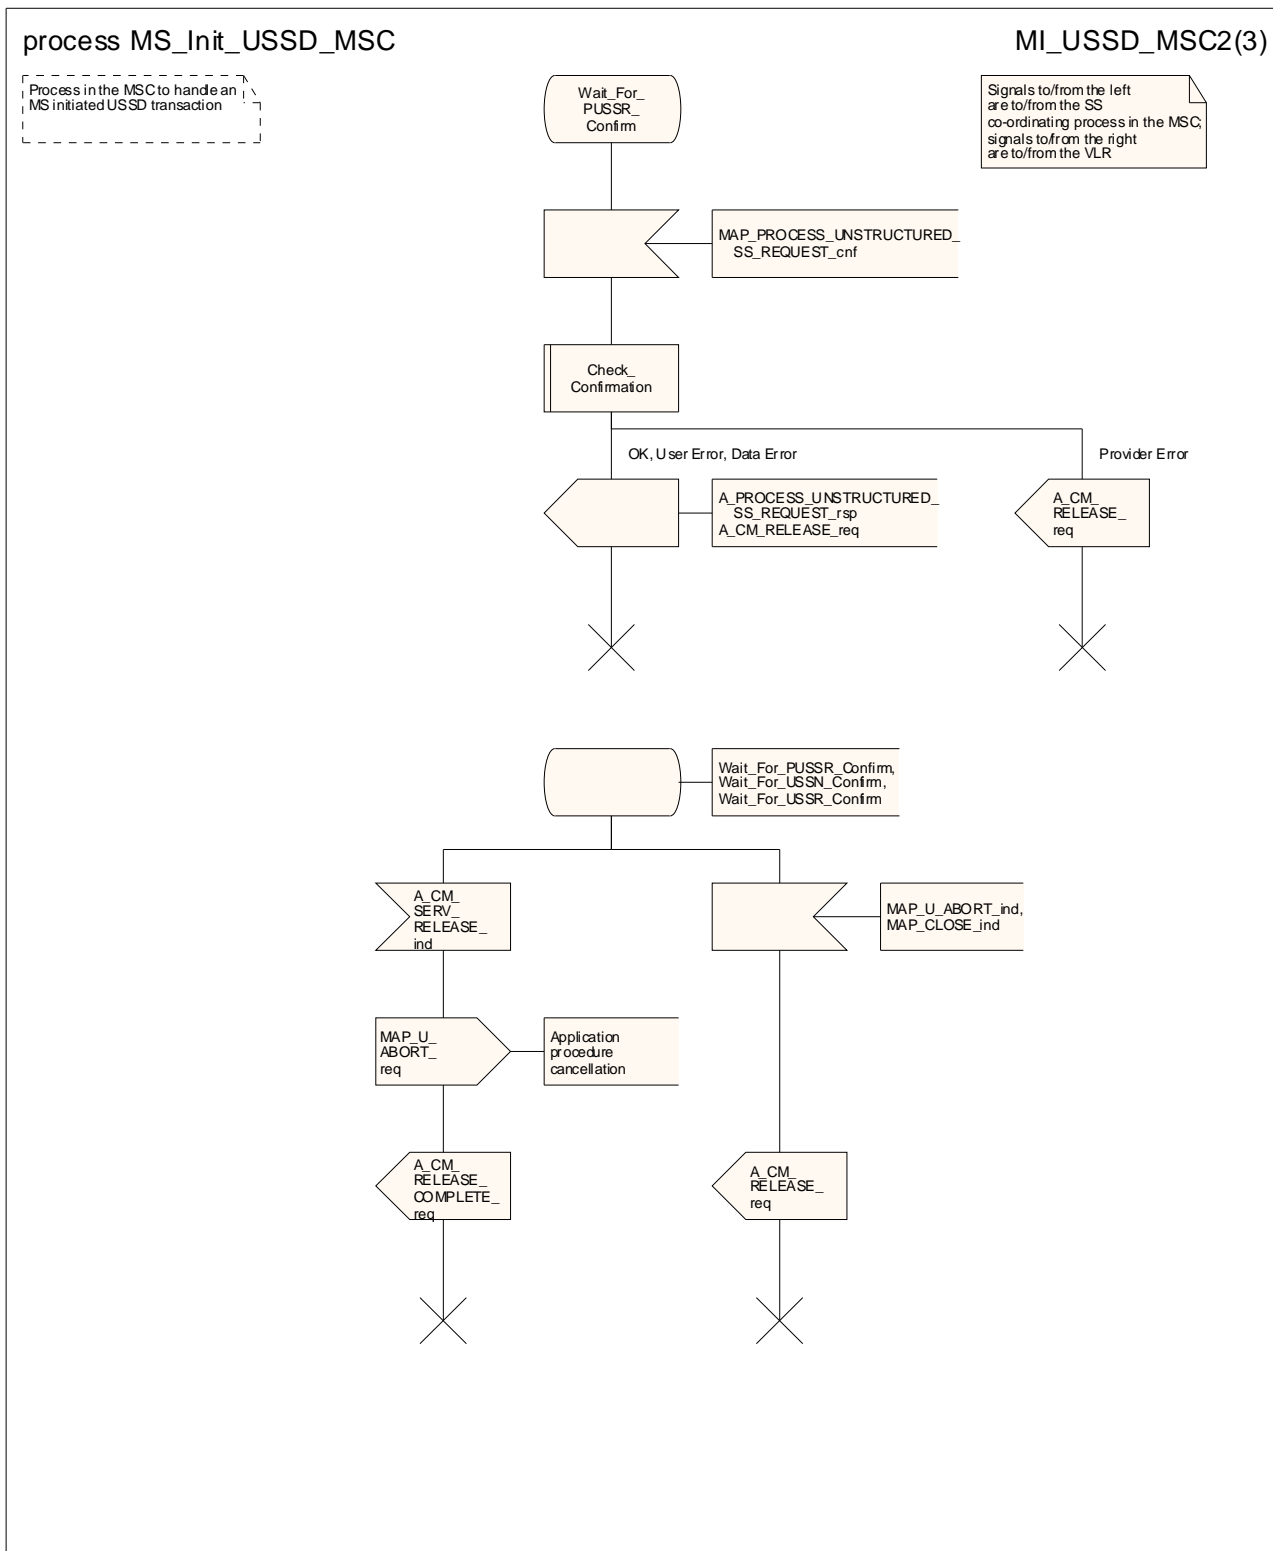 process MS_Init_USSD_MSC
MI_USSD_MSC2(3)
Process in the MSC to handle an
MS initiated USSD transaction
Wait_For_
PUSSR_
Confirm
Signals to/from the left
are to/from the SS
co-ordinating process in the MSC;
signals to/from the right
are to/from the VLR
MAP_PROCESS_UNSTRUCTURED_
SS_REQUEST_cnf
Check_
Confirmation
OK, User Error, Data Error
Provider Error
A_PROCESS_UNSTRUCTURED_
SS_REQUEST_rsp
A_CM_RELEASE_req
A_CM_
RELEASE_
req
Wait_For_PUSSR_Confirm,
Wait_For_USSN_Confirm,
Wait_For_USSR_Confirm
A_CM_
SERV_
RELEASE_
ind
MAP_U_ABORT_ind,
MAP_CLOSE_ind
MAP_U_
ABORT_
req
Application
procedure
cancellation
A_CM_
RELEASE_
COMPLETE_
req
A_CM_
RELEASE_
req